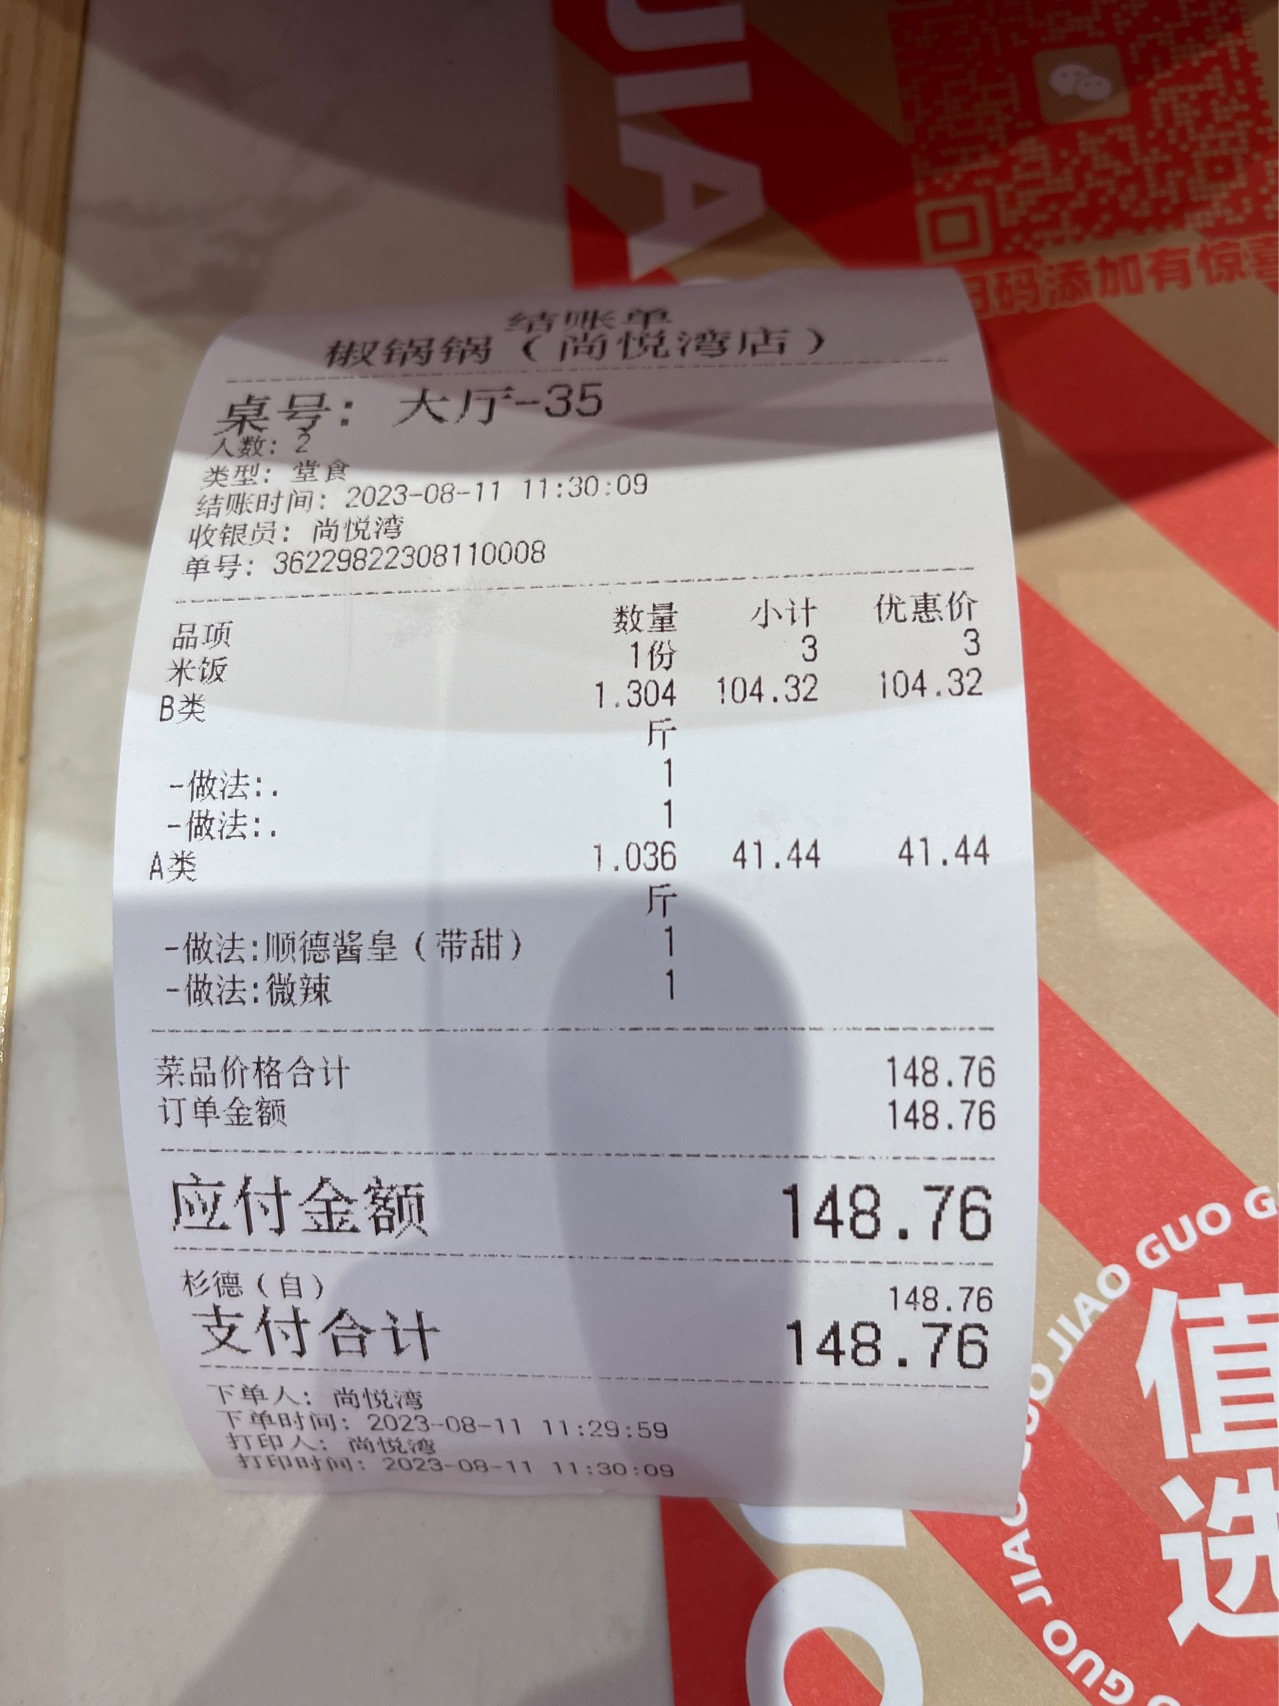 JIA
扫码添加有惊喜
结账单
椒锅锅（尚悦湾店）
桌号： 大厅-35
人数： 2
类型： 堂食
结账时间： 2023-08-11 11:30:09
收银员： 尚悦湾
单号： 36229822308110008
品项 数量 小计 优惠价
米饭 1份 3 3
B类 1.304 104.32 104.32
斤
-做法:. 1
-做法:. 1
A类 1.036 41.44 41.44
斤
-做法:顺德酱皇（带甜） 1
-做法:微辣 1
菜品价格合计 148.76
订单金额 148.76
应付金额 148.76
杉德（自） 148.76
支付合计 148.76
下单人： 尚悦湾
下单时间： 2023-08-11 11:29:59
打印人： 尚悦湾
打印时间： 2023-08-11 11:30:09
JIAO GUO GUO JIAO GUO
值
选